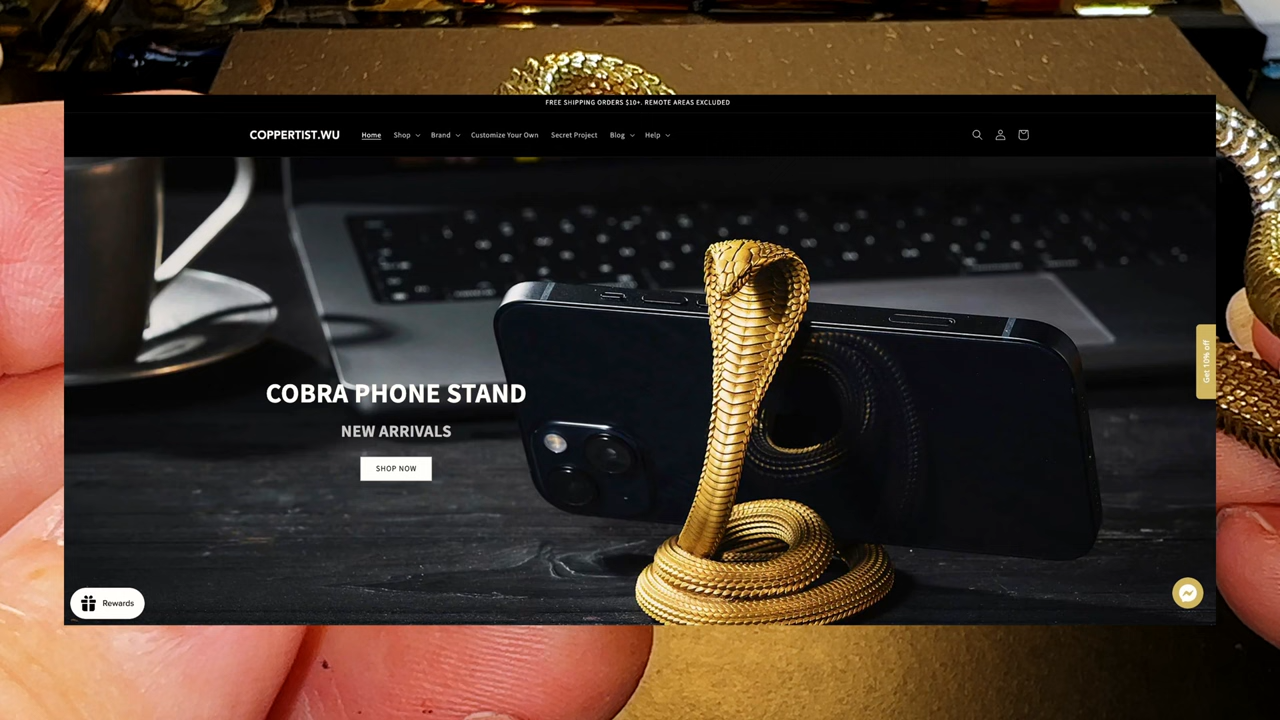 FREE SHIPPING ORDERS $10+. REMOTE AREAS EXCLUDED
COPPERTIST.WU Home Shop Brand Customize Your Own Secret Project Blog Help
Get 10% off
COBRA PHONE STAND
NEW ARRIVALS
SHOP NOW
Rewards